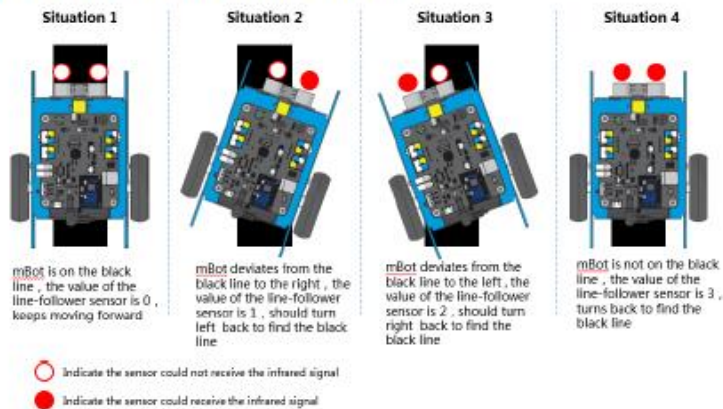 Situation 1
Situation 2
Situation 3
Situation 4
mBot is on the black
line , the value of the
line-follower sensor is 0 ,
keeps moving forward
mBot deviates from the
black line to the right , the
value of the line-follower
sensor is 1 , should turn
left back to find the black
line
mBot deviates from the
black line to the left , the
value of the line-follower
sensor is 2 , should turn
right back to find the
black line
mBot is not on the black
line , the value of the
line-follower sensor is 3 ,
turns back to find the
black line
Indicate the sensor could not receive the infrared signal
Indicate the sensor could receive the infrared signal